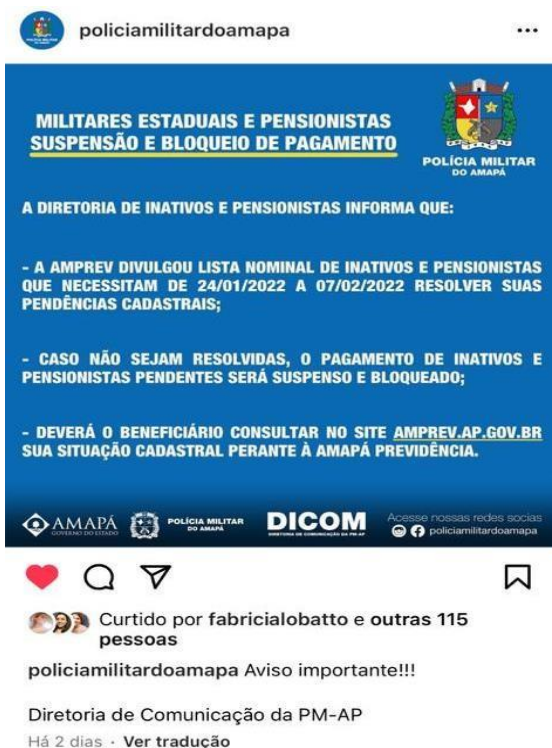 policiamilitardoamapa
MILITARES ESTADUAIS E PENSIONISTAS
SUSPENSÃO E BLOQUEIO DE PAGAMENTO
POLÍCIA MILITAR
DO AMAPÁ
A DIRETORIA DE INATIVOS E PENSIONISTAS INFORMA QUE:
- A AMPREV DIVULGOU LISTA NOMINAL DE INATIVOS E PENSIONISTAS
QUE NECESSITAM DE 24/01/2022 A 07/02/2022 RESOLVER SUAS
PENDÊNCIAS CADASTRAIS;
- CASO NÃO SEJAM RESOLVIDAS, O PAGAMENTO DE INATIVOS E
PENSIONISTAS PENDENTES SERÁ SUSPENSO E BLOQUEADO;
- DEVERÁ O BENEFICIÁRIO CONSULTAR NO SITE AMPREV.AP.GOV.BR
SUA SITUAÇÃO CADASTRAL PERANTE À AMAPÁ PREVIDÊNCIA.
AMAPÁ
GOVERNO DO ESTADO
POLÍCIA MILITAR
DO AMAPÁ
DICOM
DIRETORIA DE COMUNICAÇÃO DA PM-AP
Acesse nossas redes socias
policiamilitardoamapa
Curtido por fabricialobatto e outras 115
pessoas
policiamilitardoamapa Aviso importante!!!
Diretoria de Comunicação da PM-AP
Há 2 dias · Ver tradução